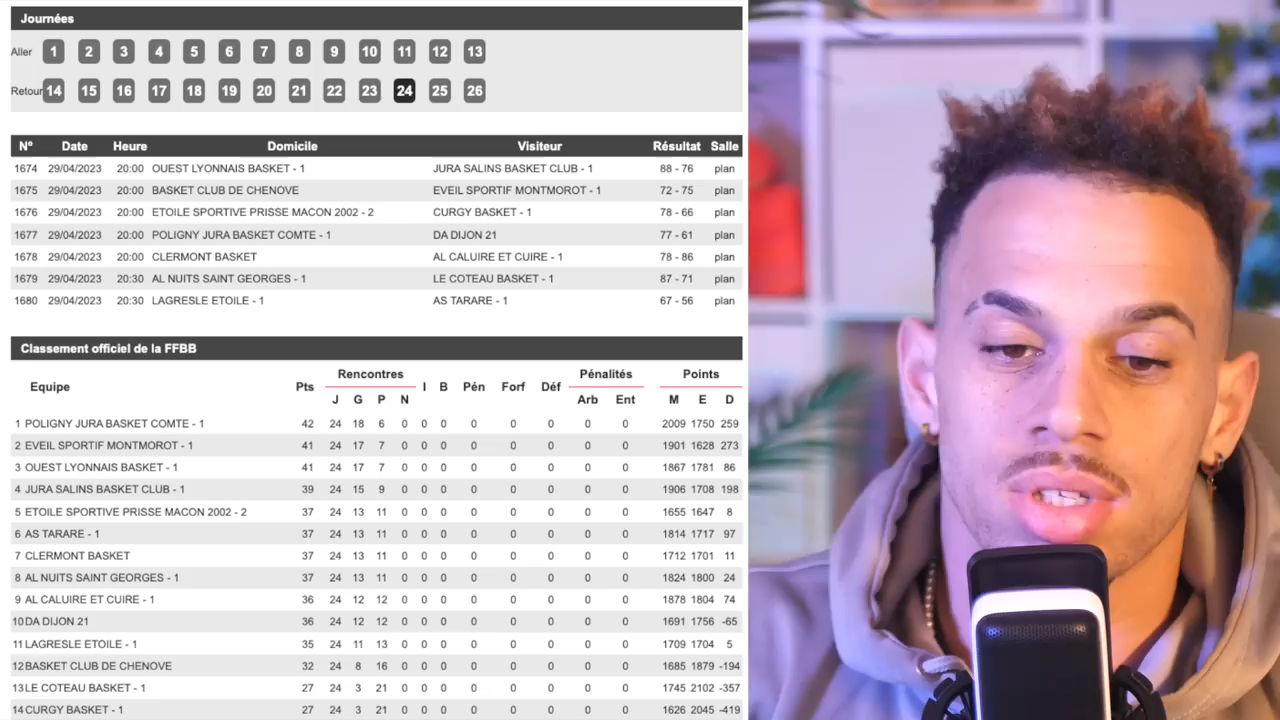 Journées
Aller 1 2 3 4 5 6 7 8 9 10 11 12 13
Retour 14 15 16 17 18 19 20 21 22 23 24 25 26
N° Date Heure Domicile Visiteur Résultat Salle
1674 29/04/2023 20:00 OUEST LYONNAIS BASKET - 1 JURA SALINS BASKET CLUB - 1 88 - 76 plan
1675 29/04/2023 20:00 BASKET CLUB DE CHENOVE EVEIL SPORTIF MONTMOROT - 1 72 - 75 plan
1676 29/04/2023 20:00 ETOILE SPORTIVE PRISSE MACON 2002 - 2 CURGY BASKET - 1 78 - 66 plan
1677 29/04/2023 20:00 POLIGNY JURA BASKET COMTE - 1 DA DIJON 21 77 - 61 plan
1678 29/04/2023 20:00 CLERMONT BASKET AL CALUIRE ET CUIRE - 1 78 - 86 plan
1679 29/04/2023 20:30 AL NUITS SAINT GEORGES - 1 LE COTEAU BASKET - 1 87 - 71 plan
1680 29/04/2023 20:30 LAGRESLE ETOILE - 1 AS TARARE - 1 67 - 56 plan
Classement officiel de la FFBB
Rencontres Pénalités Points
Equipe Pts I B Pén Forf Déf
J G P N Arb Ent M E D
1 POLIGNY JURA BASKET COMTE - 1 42 24 18 6 0 0 0 0 0 0 0 0 2009 1750 259
2 EVEIL SPORTIF MONTMOROT - 1 41 24 17 7 0 0 0 0 0 0 0 0 1901 1628 273
3 OUEST LYONNAIS BASKET - 1 41 24 17 7 0 0 0 0 0 0 0 0 1867 1781 86
4 JURA SALINS BASKET CLUB - 1 39 24 15 9 0 0 0 0 0 0 0 0 1906 1708 198
5 ETOILE SPORTIVE PRISSE MACON 2002 - 2 37 24 13 11 0 0 0 0 0 0 0 0 1655 1647 8
6 AS TARARE - 1 37 24 13 11 0 0 0 0 0 0 0 0 1814 1717 97
7 CLERMONT BASKET 37 24 13 11 0 0 0 0 0 0 0 0 1712 1701 11
8 AL NUITS SAINT GEORGES - 1 37 24 13 11 0 0 0 0 0 0 0 0 1824 1800 24
9 AL CALUIRE ET CUIRE - 1 36 24 12 12 0 0 0 0 0 0 0 0 1878 1804 74
10 DA DIJON 21 36 24 12 12 0 0 0 0 0 0 0 0 1691 1756 -65
11 LAGRESLE ETOILE - 1 35 24 11 13 0 0 0 0 0 0 0 0 1709 1704 5
12 BASKET CLUB DE CHENOVE 32 24 8 16 0 0 0 0 0 0 0 0 1685 1879 -194
13 LE COTEAU BASKET - 1 27 24 3 21 0 0 0 0 0 0 0 0 1745 2102 -357
14 CURGY BASKET - 1 27 24 3 21 0 0 0 0 0 0 0 0 1626 2045 -419